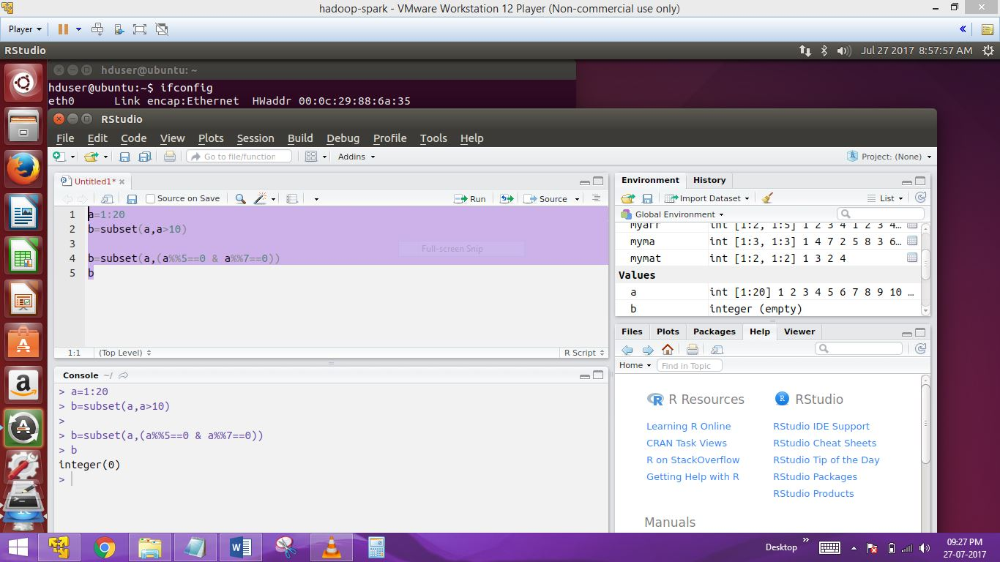 hadoop-spark - VMware Workstation 12 Player (Non-commercial use only)
Player
RStudio
Jul 27 2017 8:57:57 AM
hduser@ubuntu: ~
hduser@ubuntu:~$ ifconfig
eth0 Link encap:Ethernet HWaddr 00:0c:29:88:6a:35
RStudio
File Edit Code View Plots Session Build Debug Profile Tools Help
Go to file/function
Addins
Project: (None)
Untitled1*
Source on Save
Run
Source
1 a=1:20
2 b=subset(a,a>10)
3
Full-screen Snip
4 b=subset(a,(a%%5==0 & a%%7==0))
5 b
1:1 (Top Level)
R Script
Console ~/
> a=1:20
> b=subset(a,a>10)
>
> b=subset(a,(a%%5==0 & a%%7==0))
> b
integer(0)
>
Environment History
Import Dataset
List
Global Environment
myarr int [1:2, 1:5] 1 2 3 4 1 2 3 4...
myma int [1:3, 1:3] 1 4 7 2 5 8 3 6...
mymat int [1:2, 1:2] 1 3 2 4
Values
a int [1:20] 1 2 3 4 5 6 7 8 9 10 ...
b integer (empty)
Files Plots Packages Help Viewer
Home
Find in Topic
R Resources
Learning R Online
CRAN Task Views
R on StackOverflow
Getting Help with R
RStudio
RStudio IDE Support
RStudio Cheat Sheets
RStudio Tip of the Day
RStudio Packages
RStudio Products
Manuals
Desktop
09:27 PM
27-07-2017